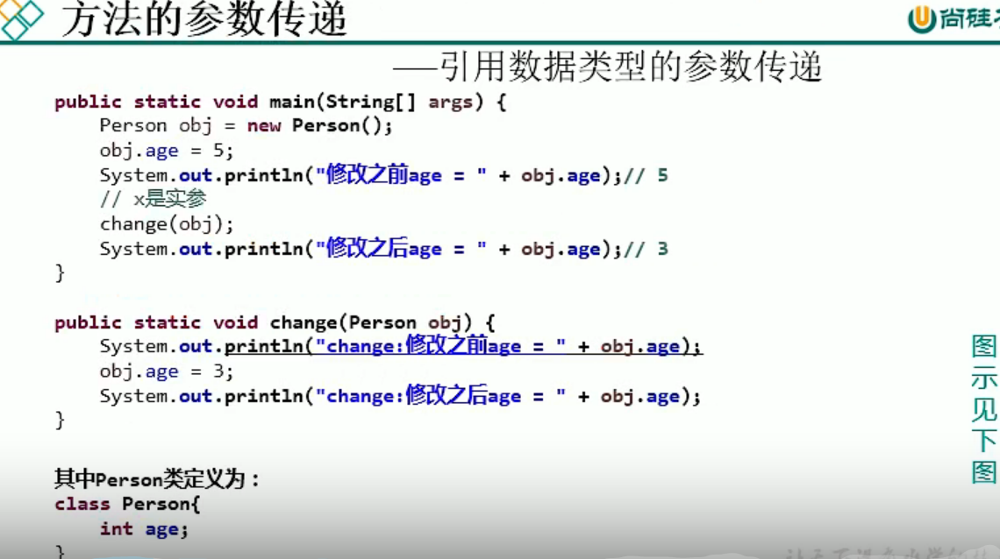 方法的参数传递
尚硅
——引用数据类型的参数传递
public static void main(String[] args) {
Person obj = new Person();
obj.age = 5;
System.out.println("修改之前age = " + obj.age);// 5
// x是实参
change(obj);
System.out.println("修改之后age = " + obj.age);// 3
}
public static void change(Person obj) {
System.out.println("change:修改之前age = " + obj.age);
obj.age = 3;
System.out.println("change:修改之后age = " + obj.age);
}
图示见下图
其中Person类定义为：
class Person{
int age;
}